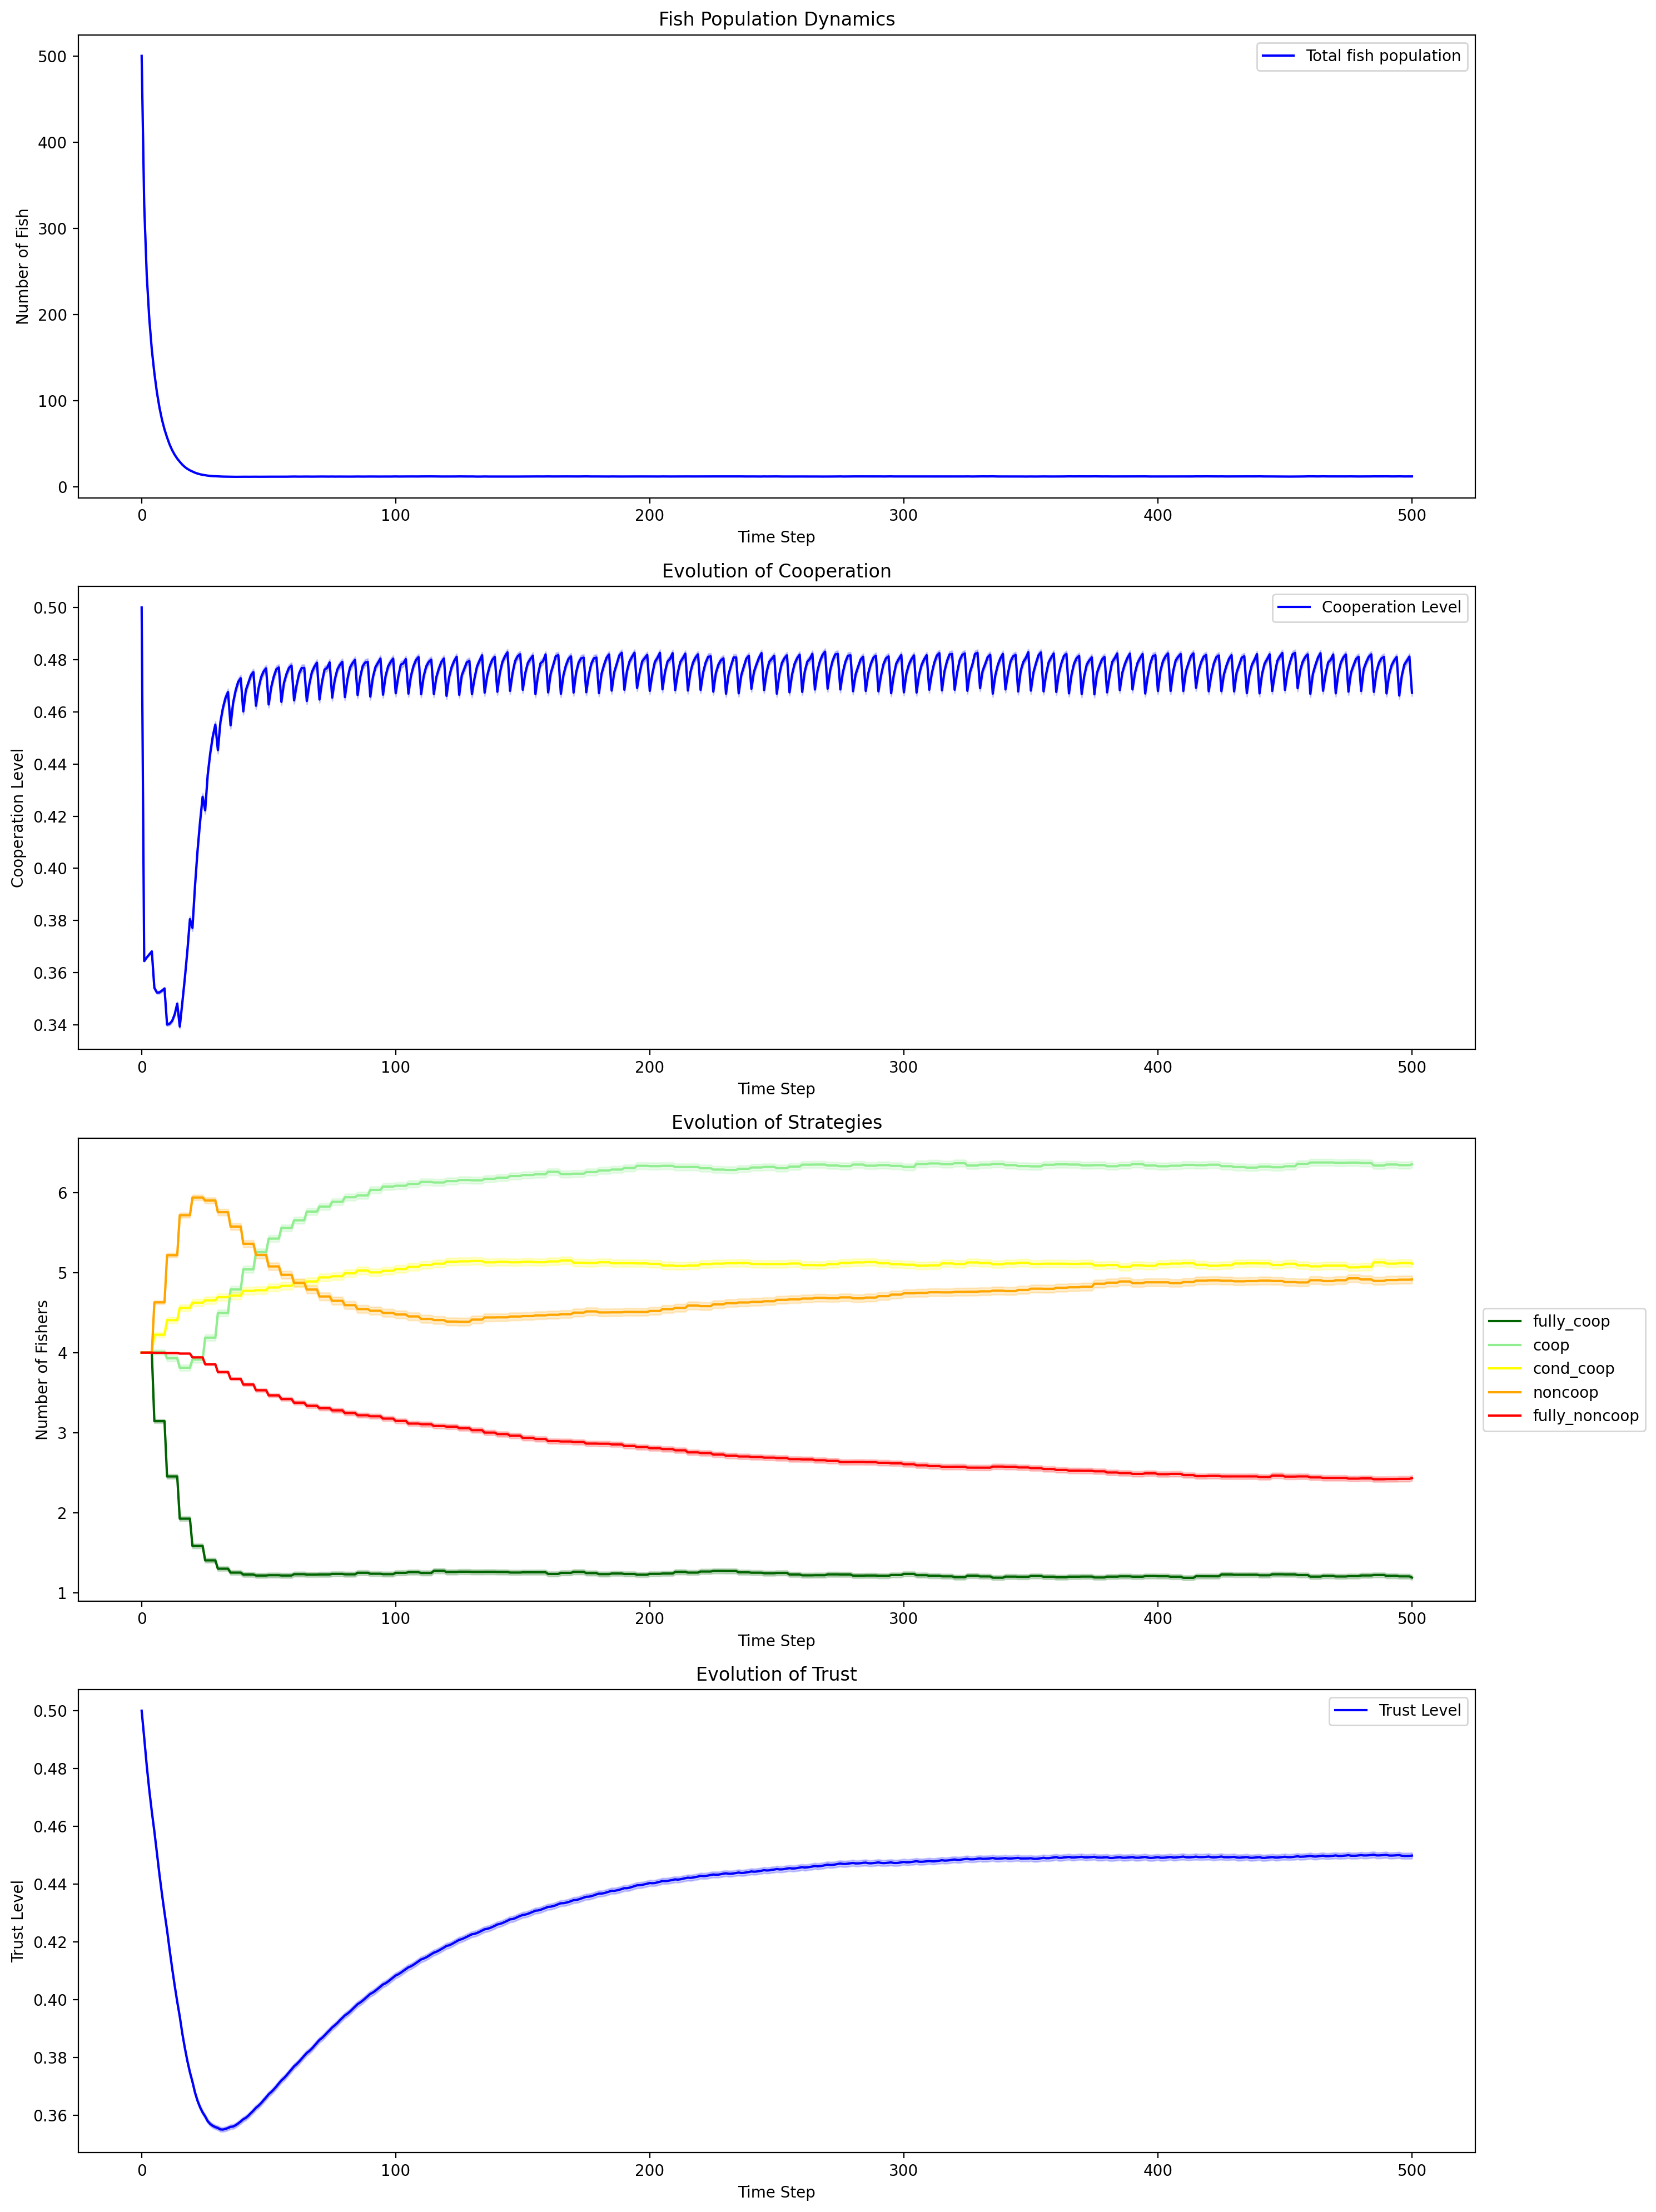 Fish Population Dynamics
Total fish population
500
400
300
200
100
0
Number of Fish
0 100 200 300 400 500
Time Step
Evolution of Cooperation
Cooperation Level
0.50
0.48
0.46
0.44
0.42
0.40
0.38
0.36
0.34
Cooperation Level
0 100 200 300 400 500
Time Step
Evolution of Strategies
6
5
4
3
2
1
Number of Fishers
fully_coop
coop
cond_coop
noncoop
fully_noncoop
0 100 200 300 400 500
Time Step
Evolution of Trust
Trust Level
0.50
0.48
0.46
0.44
0.42
0.40
0.38
0.36
Trust Level
0 100 200 300 400 500
Time Step